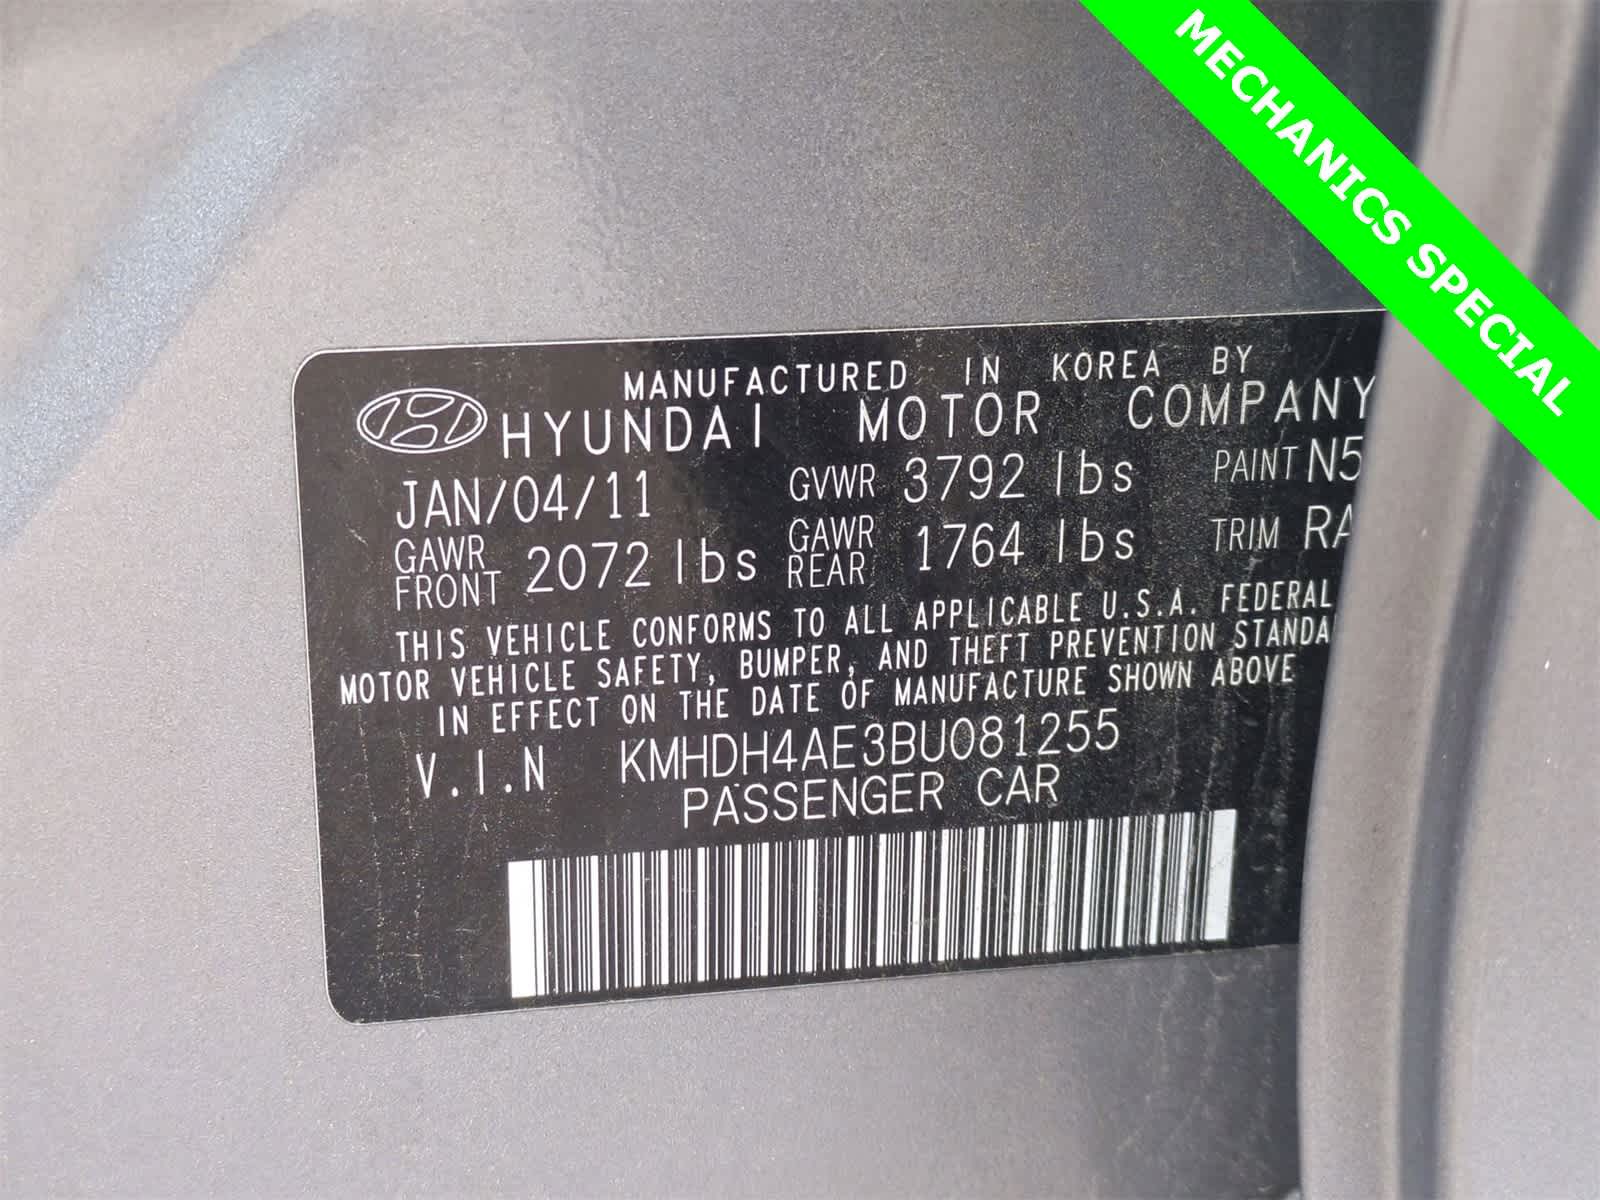 MECHANICS SPECIAL
MANUFACTURED IN KOREA BY
HYUNDAI MOTOR COMPANY
JAN/04/11 GVWR 3792 lbs PAINT N5
GAWR FRONT 2072 lbs GAWR REAR 1764 lbs TRIM RA
THIS VEHICLE CONFORMS TO ALL APPLICABLE U.S.A. FEDERAL
MOTOR VEHICLE SAFETY, BUMPER, AND THEFT PREVENTION STANDA
IN EFFECT ON THE DATE OF MANUFACTURE SHOWN ABOVE
V.I.N KMHDH4AE3BU081255
PASSENGER CAR